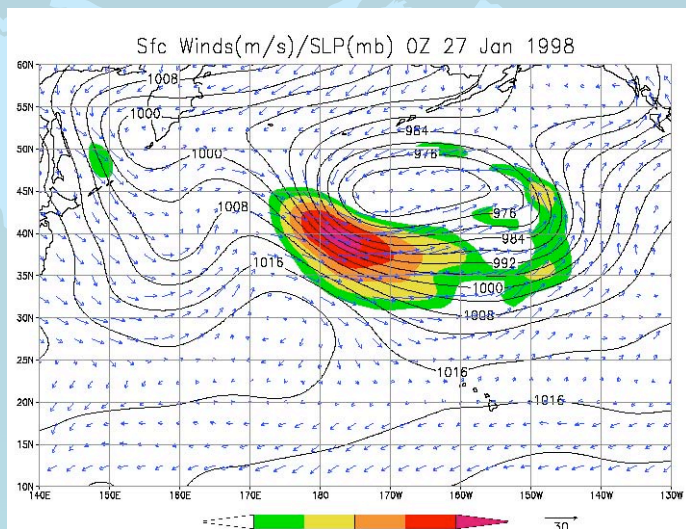 Sfc Winds(m/s)/SLP(mb) 0Z 27 Jan 1998
60N
1008
55N
1000
984
50N
976
1000
45N
1008
976
40N
984
1016
992
35N
1000
1008
30N
25N
1016
20N
1016
15N
10N
140E 150E 160E 170E 180 170W 160W 150W 140W 130W
30